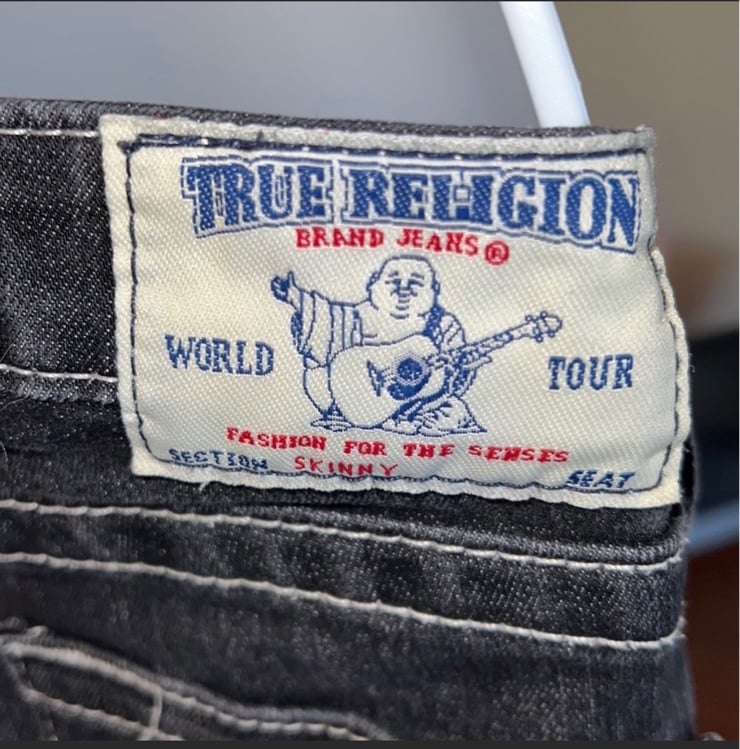 TRUE RELIGION
BRAND JEANS®
WORLD TOUR
FASHION FOR THE SENSES
SECTION SKINNY SEAT